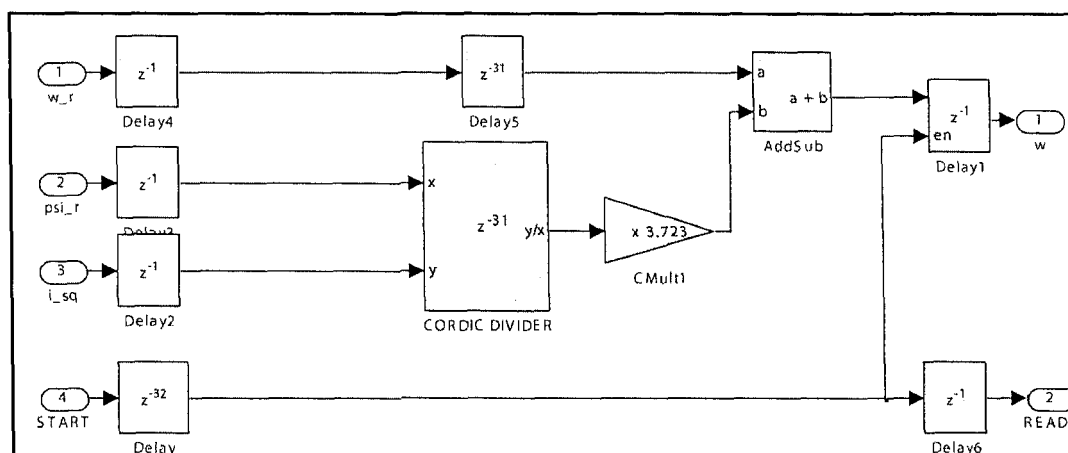 1 z-1 z-31 a a + b
w_r Delay4 Delay5 b z-1 1
AddSub en w
Delay1
2 z-1 x
psi_r z-31 y/x x 3.723
3 z-1 y CMult1
i_sq Delay2 CORDIC DIVIDER
4 z-32 z-1 2
START Delay Delay6 READ